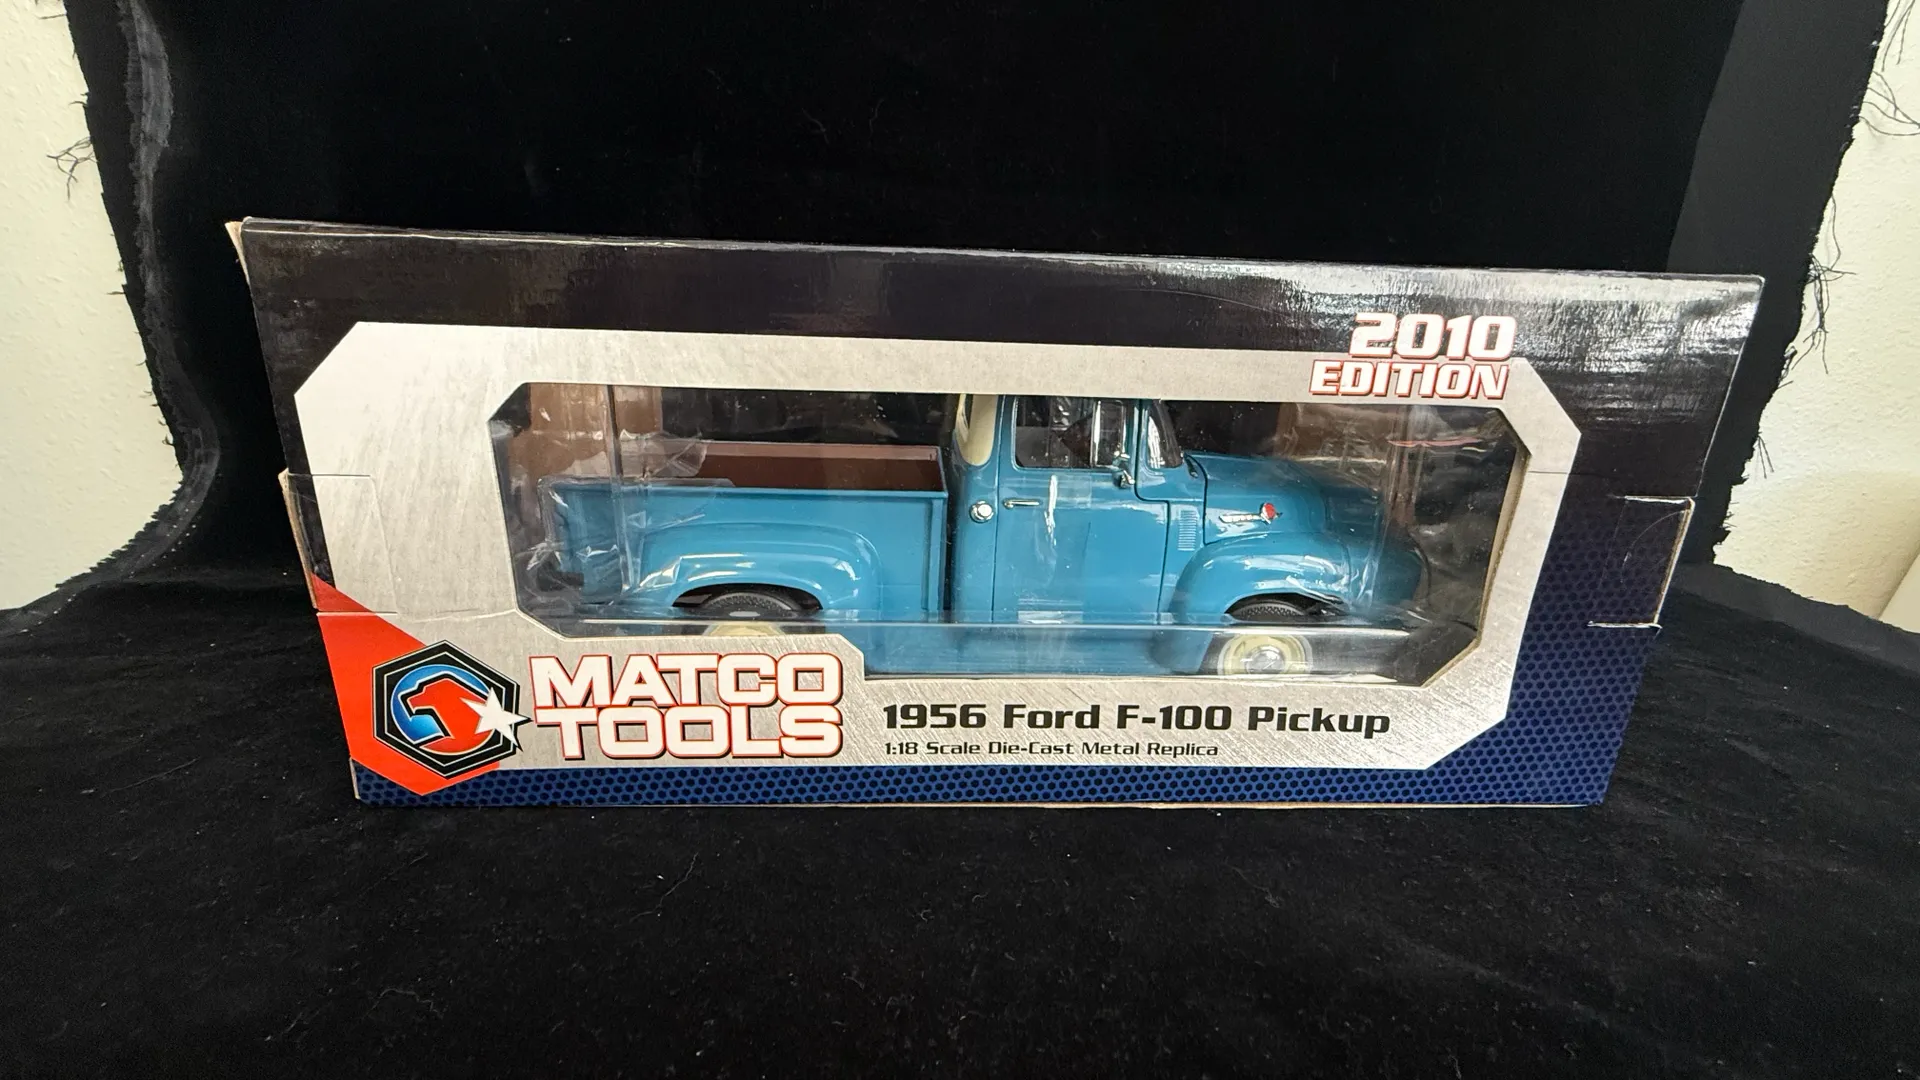 2010
EDITION
MATCO
TOOLS
1956 Ford F-100 Pickup
1:18 Scale Die-Cast Metal Replica